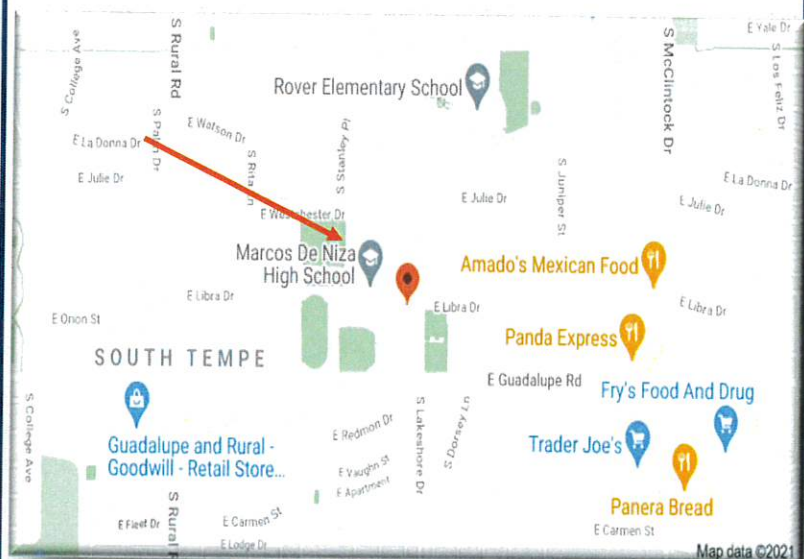 E Yale Dr
S College Ave
S Rural Rd
S McClintock Dr
S Los Feliz Dr
Rover Elementary School
E La Donna Dr
S Palm Dr
E Watson Dr
S Stanley Pl
E Julie Dr
S Rita Ln
S Juniper St
E La Donna Dr
E Julie Dr
E Julie Dr
E Westchester Dr
Marcos De Niza
High School
Amado's Mexican Food
E Libra Dr
E Libra Dr
E Libra Dr
E Orion St
Panda Express
SOUTH TEMPE
E Guadalupe Rd
Fry's Food And Drug
S College Ave
S Lakeshore Dr
S Dorsey Ln
E Redmon Dr
Guadalupe and Rural -
Goodwill - Retail Store...
Trader Joe's
E Vaughn St
E Apartment
Panera Bread
S Rural R
E Fleet Dr
E Carmen St
E Carmen St
E Lodge Dr
Map data ©2021